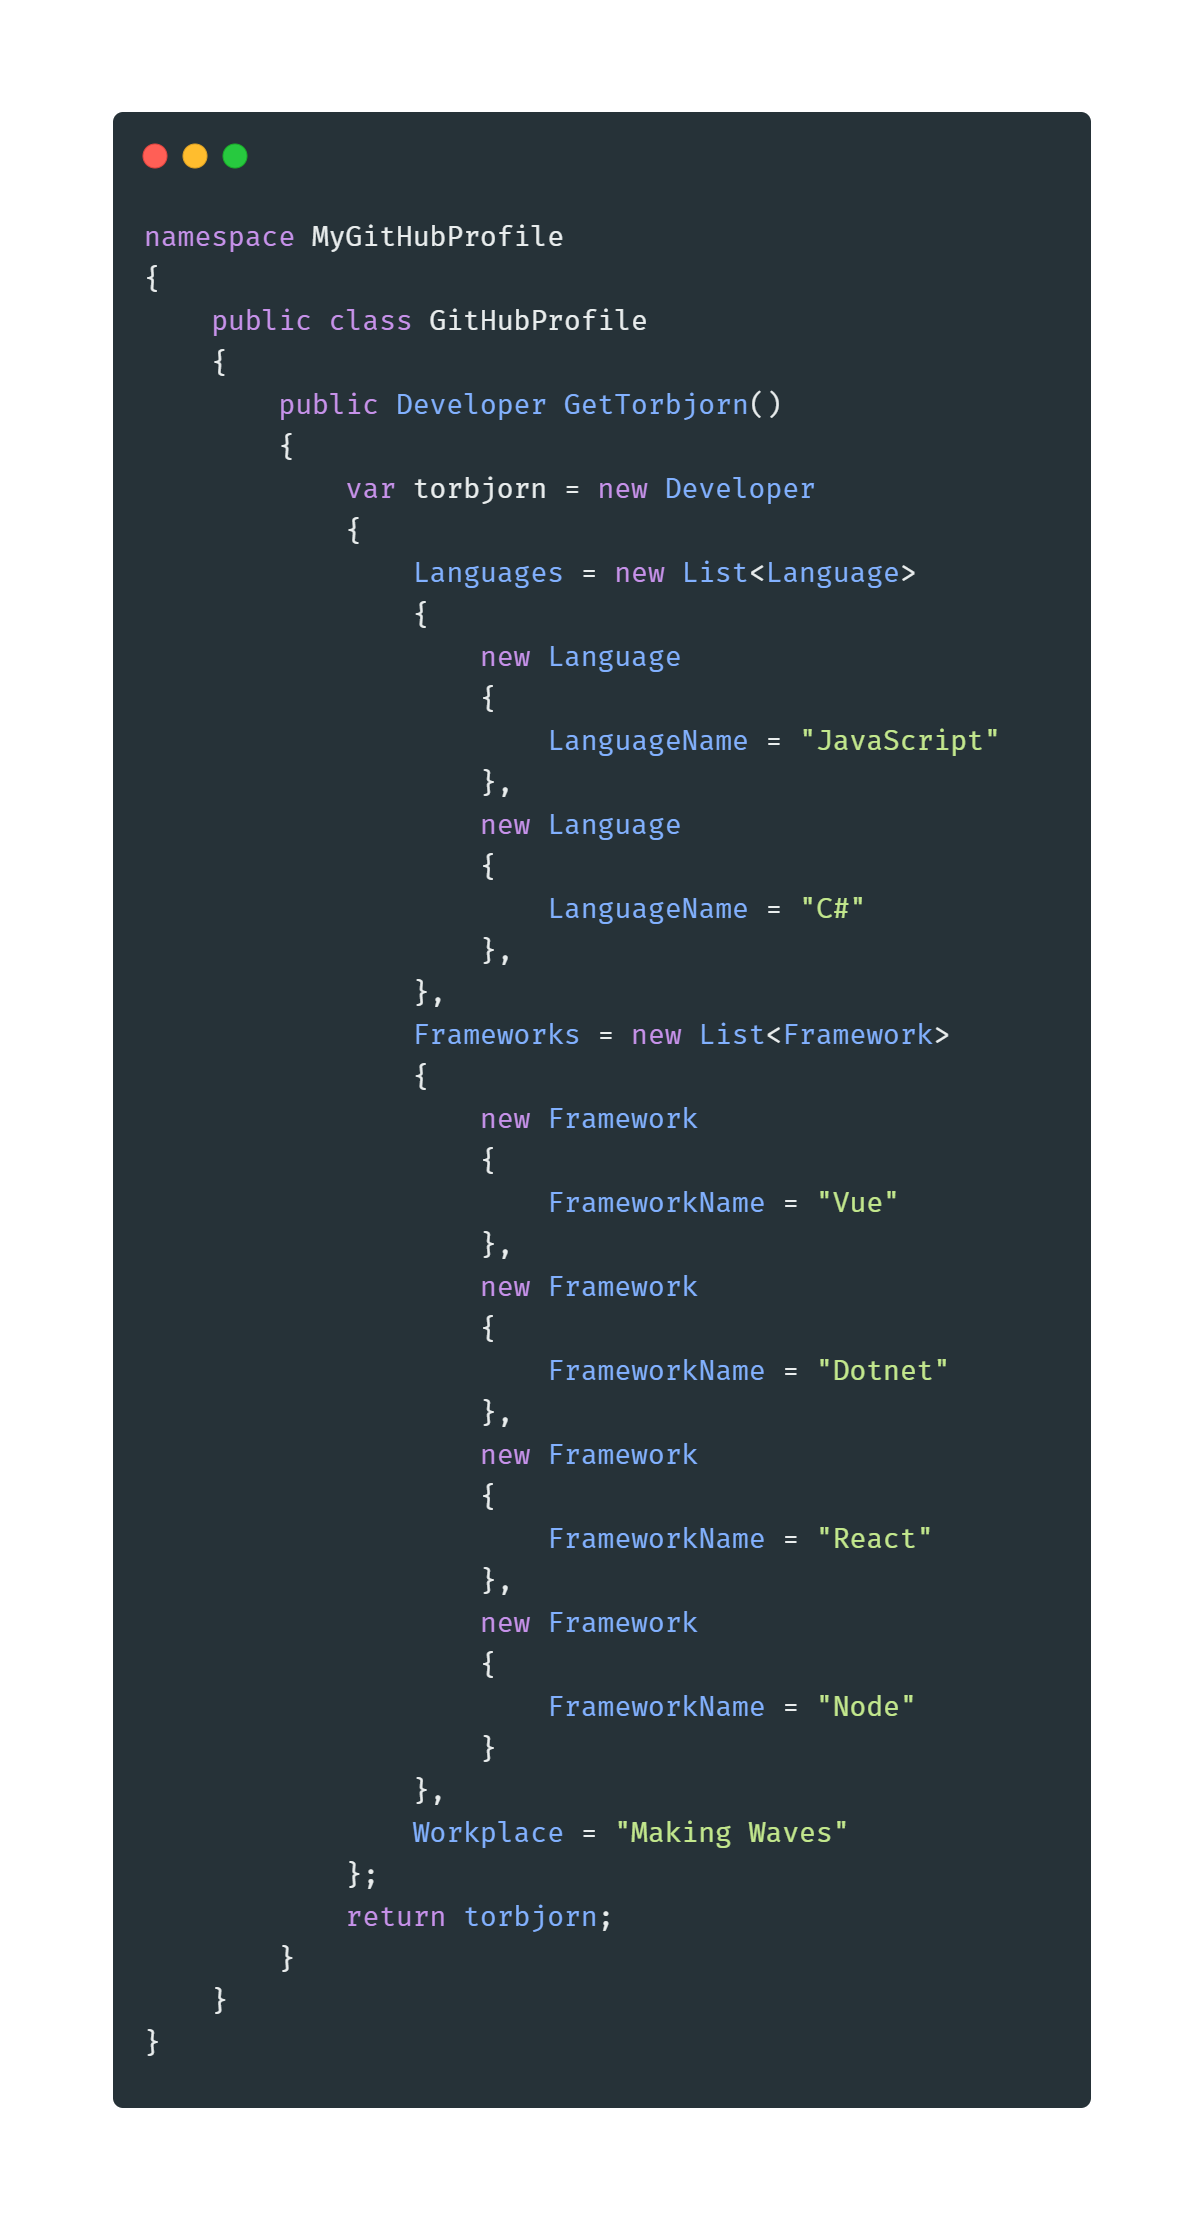 namespace MyGitHubProfile
{
    public class GitHubProfile
    {
        public Developer GetTorbjorn()
        {
            var torbjorn = new Developer
            {
                Languages = new List<Language>
                {
                    new Language
                    {
                        LanguageName = "JavaScript"
                    },
                    new Language
                    {
                        LanguageName = "C#"
                    },
                },
                Frameworks = new List<Framework>
                {
                    new Framework
                    {
                        FrameworkName = "Vue"
                    },
                    new Framework
                    {
                        FrameworkName = "Dotnet"
                    },
                    new Framework
                    {
                        FrameworkName = "React"
                    },
                    new Framework
                    {
                        FrameworkName = "Node"
                    }
                },
                Workplace = "Making Waves"
            };
            return torbjorn;
        }
    }
}